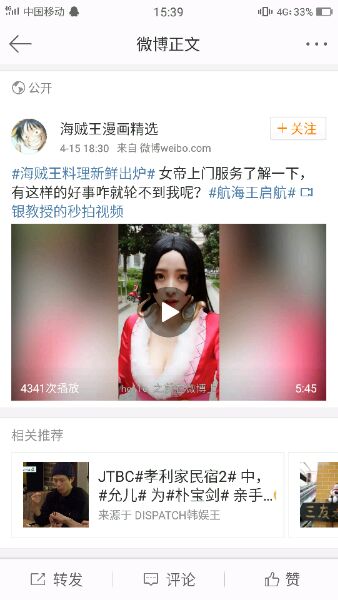 中国移动 15:39 4G 33%
微博正文
公开
海贼王漫画精选
+关注
4-15 18:30 来自 微博weibo.com
#海贼王料理新鲜出炉# 女帝上门服务了解一下，
有这样的好事咋就轮不到我呢？#航海王启航#
银教授的秒拍视频
4341次播放
5:45
相关推荐
JTBC#孝利家民宿2# 中，
#允儿# 为#朴宝剑# 亲手...
来源于 DISPATCH韩娱王
三友
转发
评论
赞